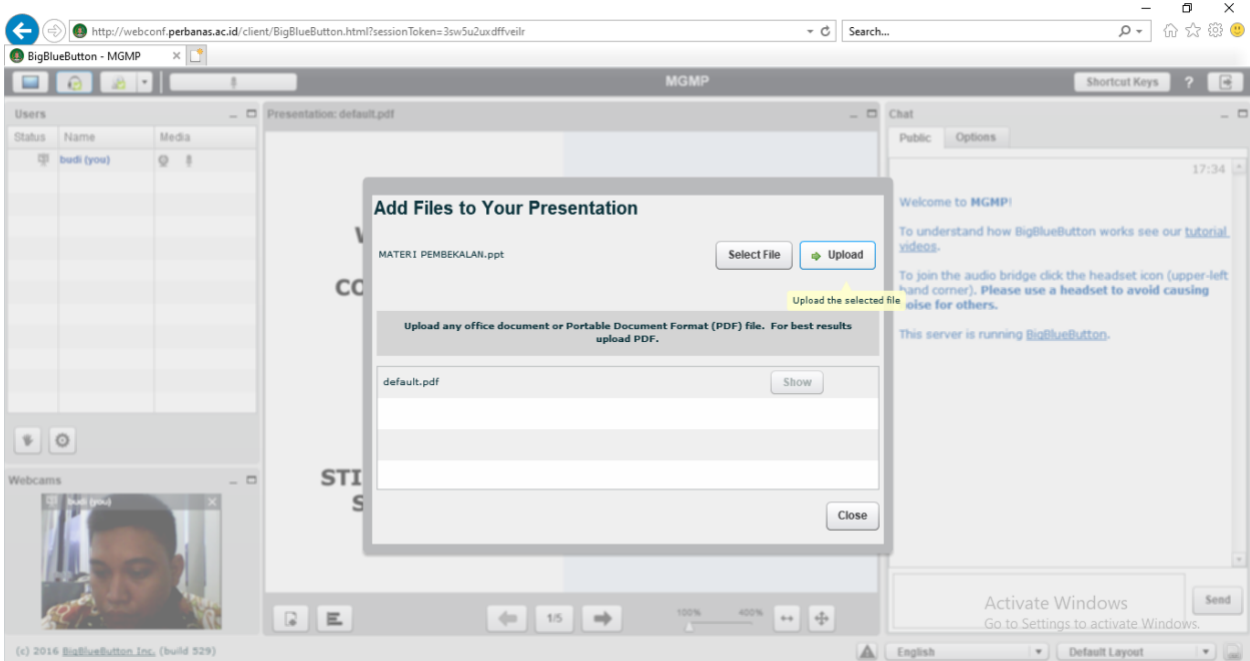 http://webconf.perbanas.ac.id/client/BigBlueButton.html?sessionToken=3sw5u2uxdffveilr
Search...
BigBlueButton - MGMP
MGMP
Shortcut Keys
?
Users
Presentation: default.pdf
Chat
Status Name Media
Public Options
budi (you)
17:34
Add Files to Your Presentation
Welcome to MGMP!
MATERI PEMBEKALAN.ppt
Select File
Upload
To understand how BigBlueButton works see our tutorial
videos.
To join the audio bridge click the headset icon (upper-left
hand corner). Please use a headset to avoid causing
noise for others.
Upload the selected file
Upload any office document or Portable Document Format (PDF) file. For best results
upload PDF.
This server is running BigBlueButton.
default.pdf
Show
CO
STI
S
Webcams
budi (you)
Close
1/5
100%
400%
Activate Windows
Go to Settings to activate Windows.
Send
(c) 2016 BigBlueButton Inc. (build 529)
English
Default Layout